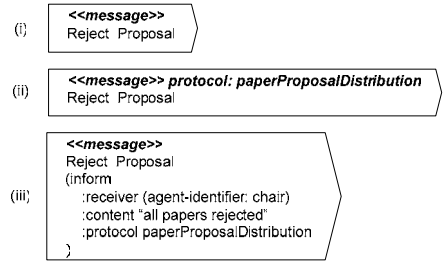 (i)
<<message>>
Reject Proposal
(ii)
<<message>> protocol: paperProposalDistribution
Reject Proposal
(iii)
<<message>>
Reject Proposal
(inform
:receiver (agent-identifier: chair)
:content "all papers rejected"
:protocol paperProposalDistribution
)